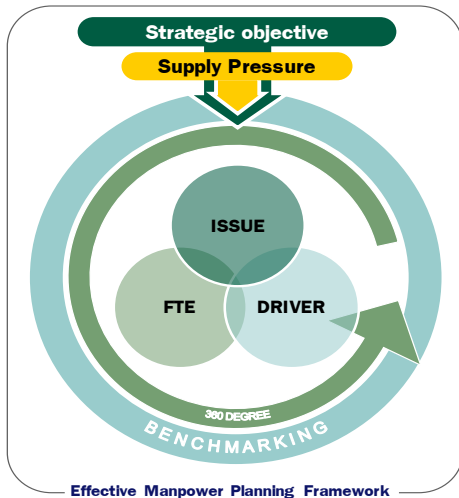 Strategic objective
Supply Pressure
ISSUE
FTE
DRIVER
360 DEGREE
BENCHMARKING
Effective Manpower Planning Framework